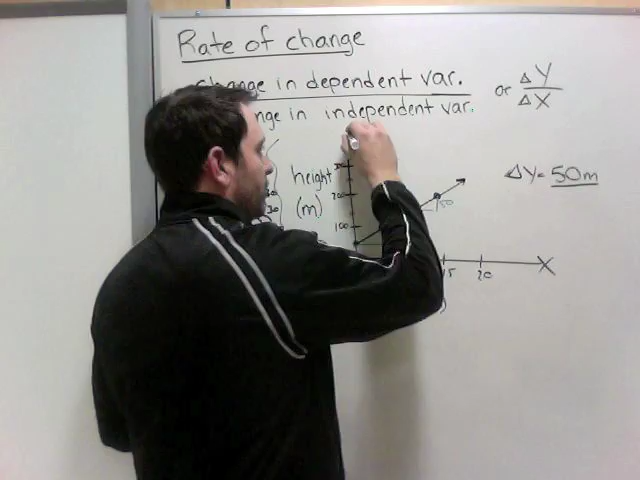 Rate of change
change in dependent var.
in independent var.
or ΔY
ΔX
height
(m)
200
100
50
15 20 X
ΔY= 50m